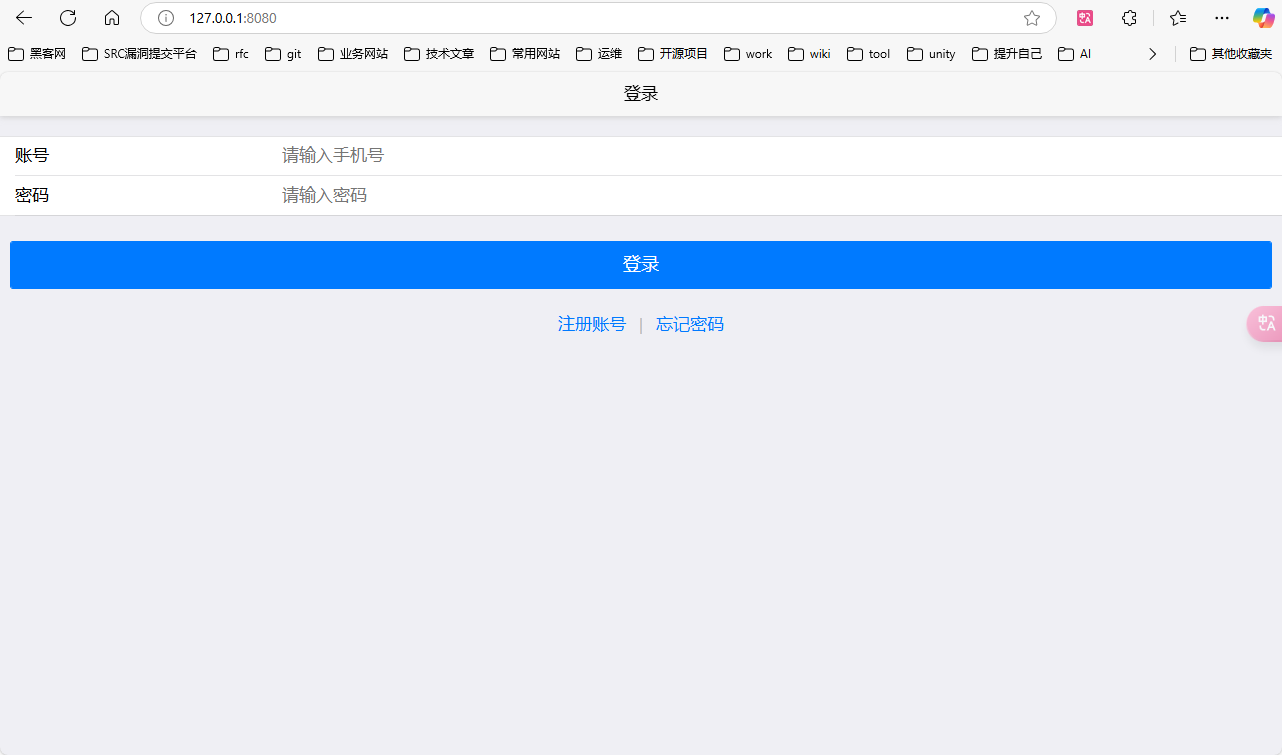 127.0.0.1:8080
黑客网 SRC漏洞提交平台 rfc git 业务网站 技术文章 常用网站 运维 开源项目 work wiki tool unity 提升自己 AI 其他收藏夹
登录
账号 请输入手机号
密码 请输入密码
登录
注册账号 | 忘记密码